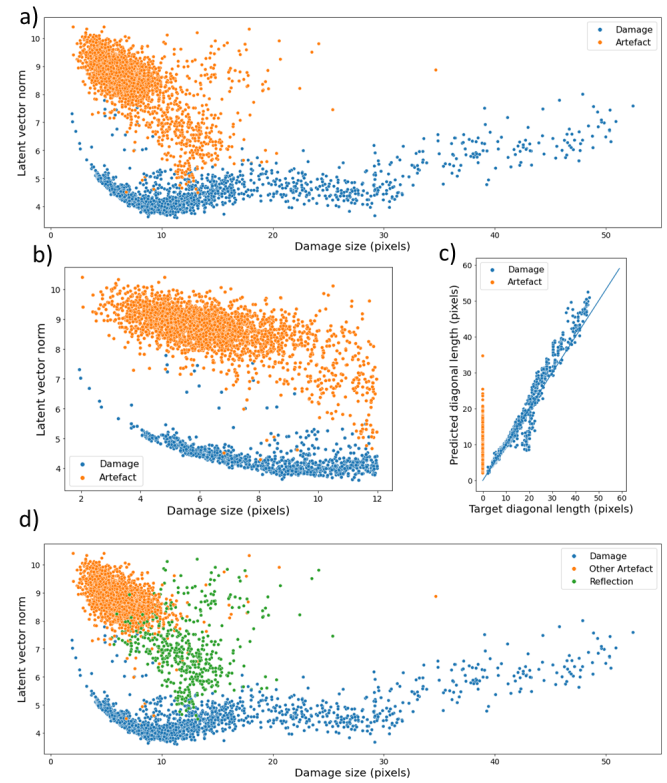 a)
Damage
Artefact
Latent vector norm
10
9
8
7
6
5
4
0
10
20
30
40
50
Damage size (pixels)
b)
Latent vector norm
10
9
8
7
6
5
4
Damage
Artefact
2
4
6
8
10
12
Damage size (pixels)
c)
Damage
Artefact
Predicted diagonal length (pixels)
60
50
40
30
20
10
0
0
10
20
30
40
50
60
Target diagonal length (pixels)
d)
Damage
Other Artefact
Reflection
Latent vector norm
10
9
8
7
6
5
4
0
10
20
30
40
50
Damage size (pixels)